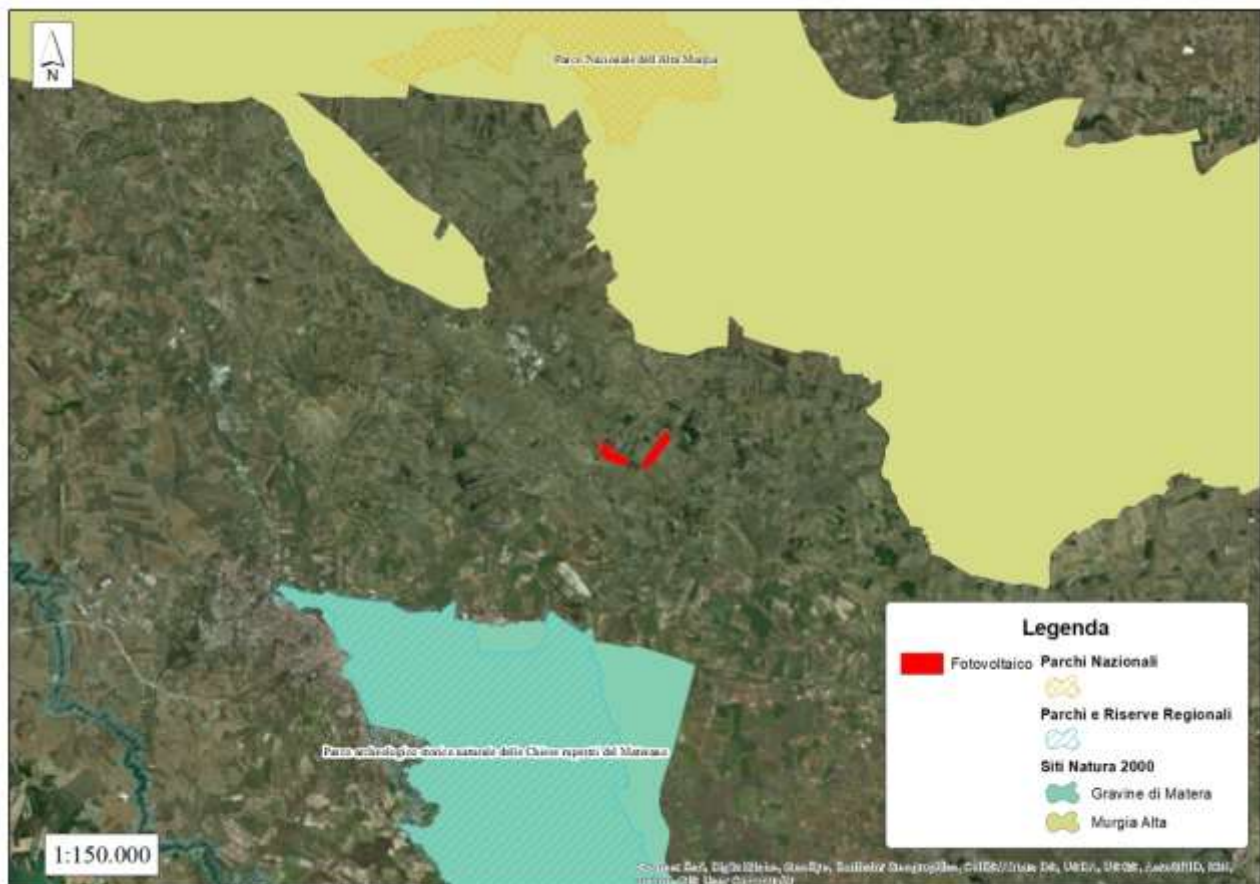 N
Parco Nazionale dell'Alta Murgia
Parco archeologico storico naturale delle Chiese rupestri del Materano
Legenda
Fotovoltaico
Parchi Nazionali
Parchi e Riserve Regionali
Siti Natura 2000
Gravine di Matera
Murgia Alta
1:150.000